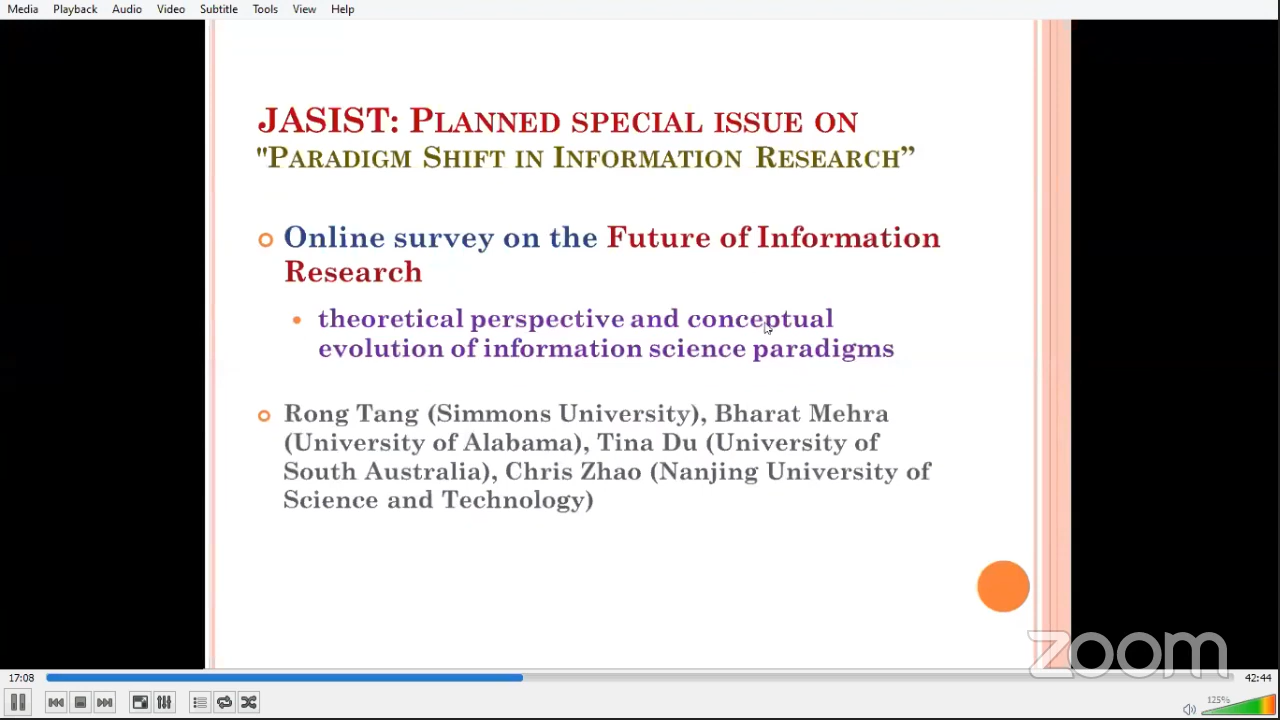 Media Playback Audio Video Subtitle Tools View Help
JASIST: PLANNED SPECIAL ISSUE ON
"PARADIGM SHIFT IN INFORMATION RESEARCH”
Online survey on the Future of Information
Research
theoretical perspective and conceptual
evolution of information science paradigms
Rong Tang (Simmons University), Bharat Mehra
(University of Alabama), Tina Du (University of
South Australia), Chris Zhao (Nanjing University of
Science and Technology)
zoom
17:08 42:44
125%